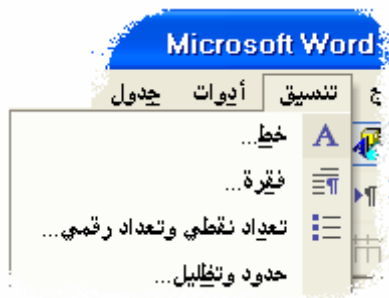 Microsoft Word
تنسيق أدوات جدول
خط...
فقرة...
تعداد نقطي وتعداد رقمي...
حدود وتظليل...